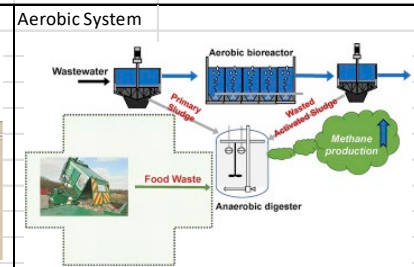 Aerobic System
Aerobic bioreactor
Wastewater
Primary
Sludge
Wasted
Activated Sludge
Methane
production
Food Waste
Anaerobic digester